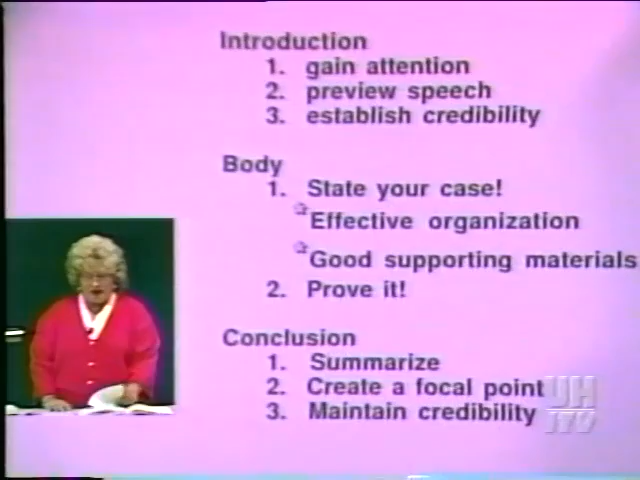 Introduction
1. gain attention
2. preview speech
3. establish credibility
Body
1. State your case!
Effective organization
Good supporting materials
2. Prove it!
Conclusion
1. Summarize
2. Create a focal point
3. Maintain credibility
UH
ITV